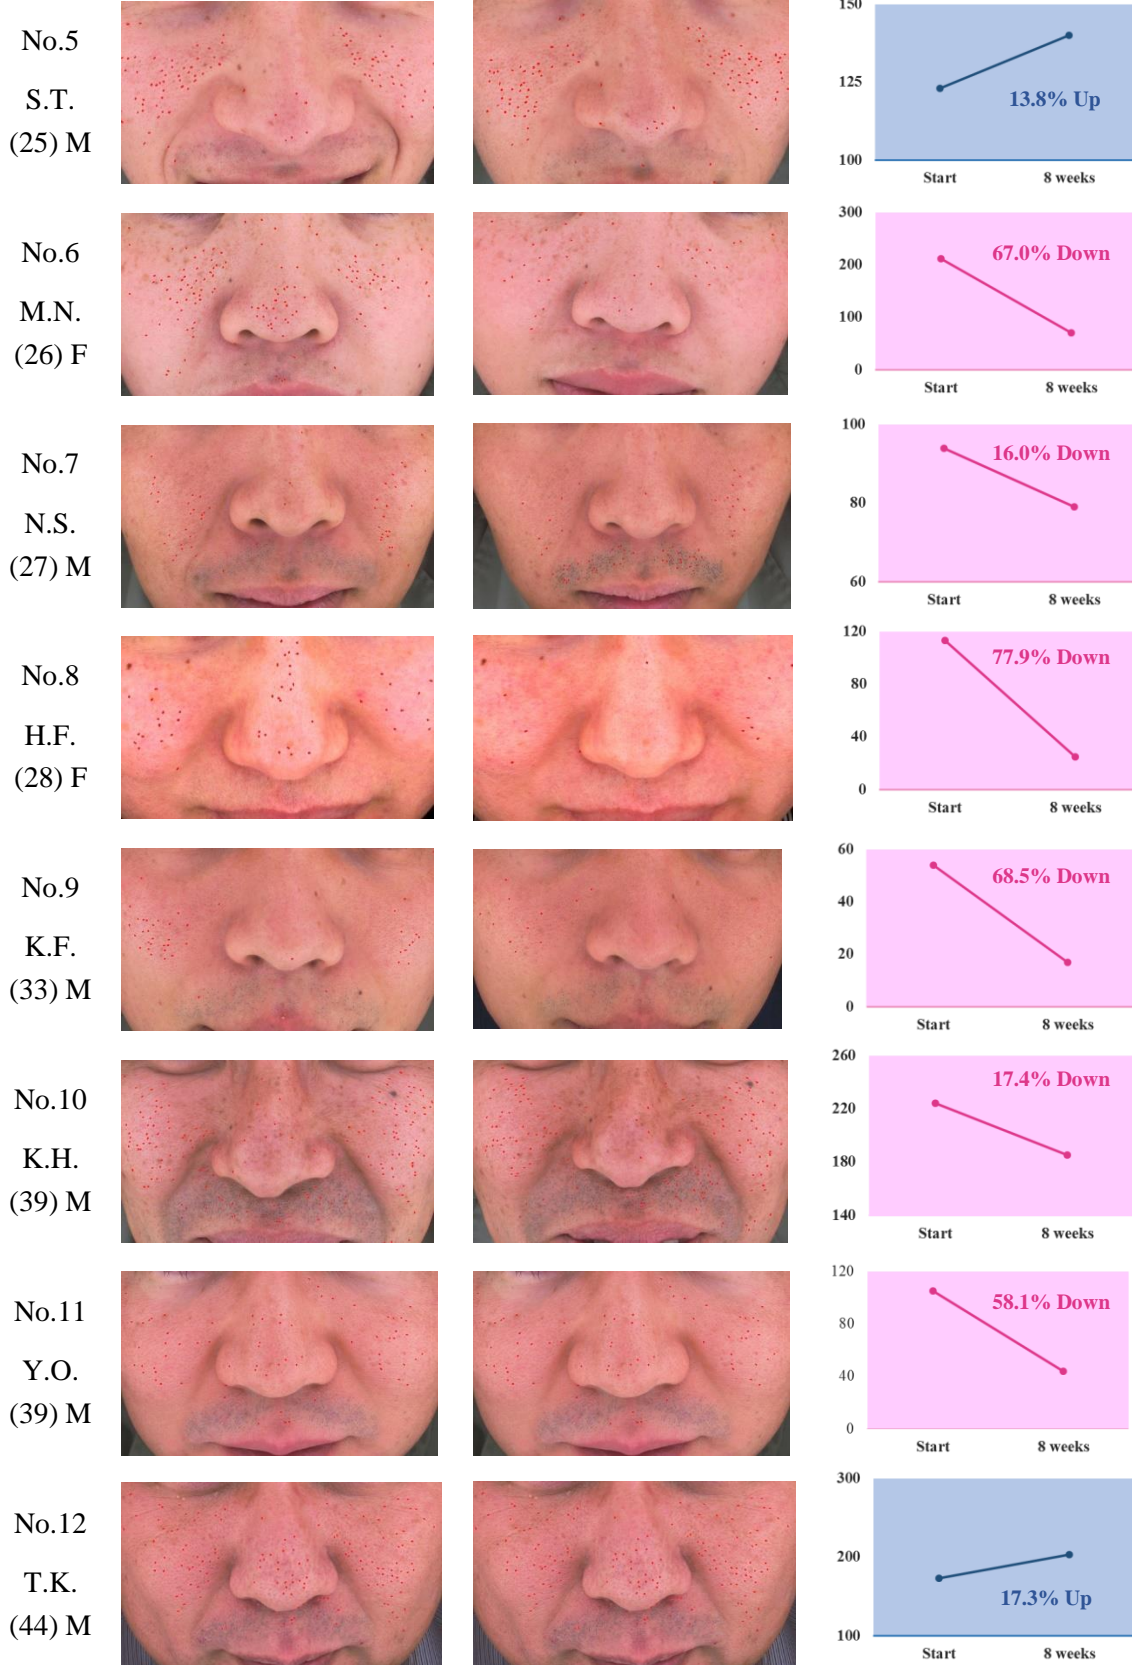 No.5
S.T.
(25) M
150
125
100
13.8% Up
Start 8 weeks
No.6
M.N.
(26) F
300
200
100
0
67.0% Down
Start 8 weeks
No.7
N.S.
(27) M
100
80
60
16.0% Down
Start 8 weeks
No.8
H.F.
(28) F
120
80
40
0
77.9% Down
Start 8 weeks
No.9
K.F.
(33) M
60
40
20
0
68.5% Down
Start 8 weeks
No.10
K.H.
(39) M
260
220
180
140
17.4% Down
Start 8 weeks
No.11
Y.O.
(39) M
120
80
40
0
58.1% Down
Start 8 weeks
No.12
T.K.
(44) M
300
200
100
17.3% Up
Start 8 weeks